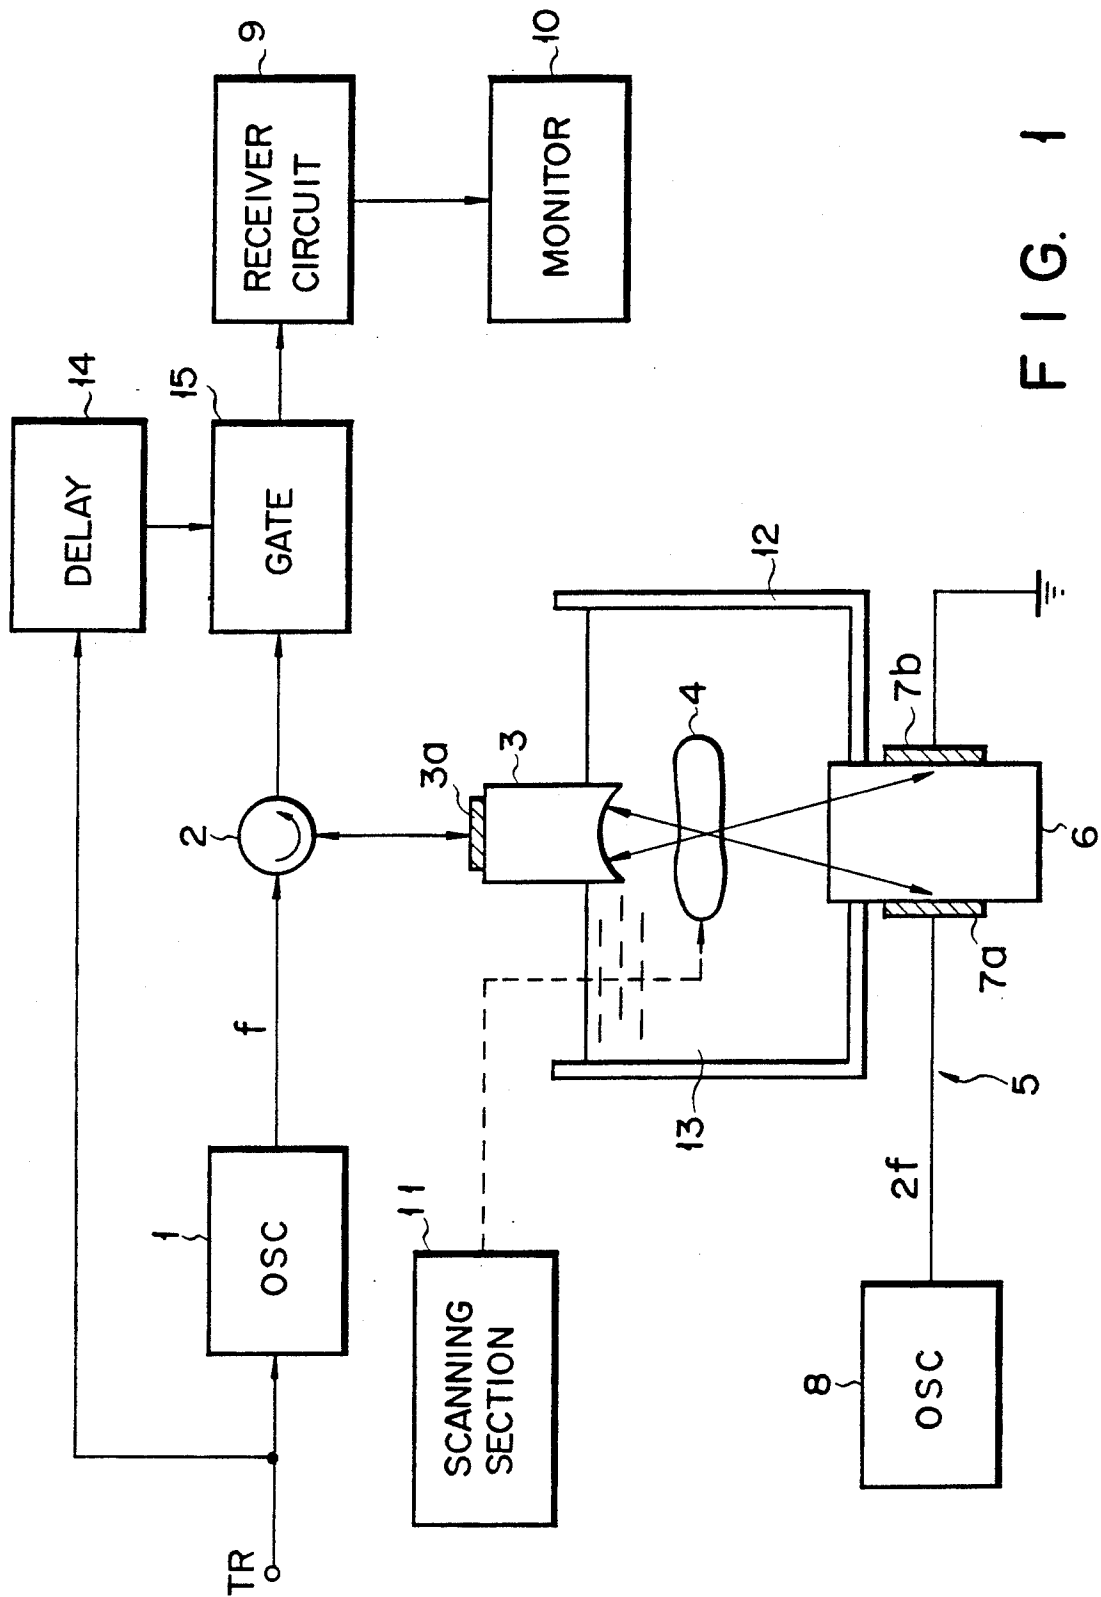 DELAY
14
TR
1
OSC
f
2
GATE
15
RECEIVER
CIRCUIT
9
SCANNING
SECTION
11
3a
3
MONITOR
10
13
4
12
8
OSC
2f
5
7a
7b
6
FIG. 1